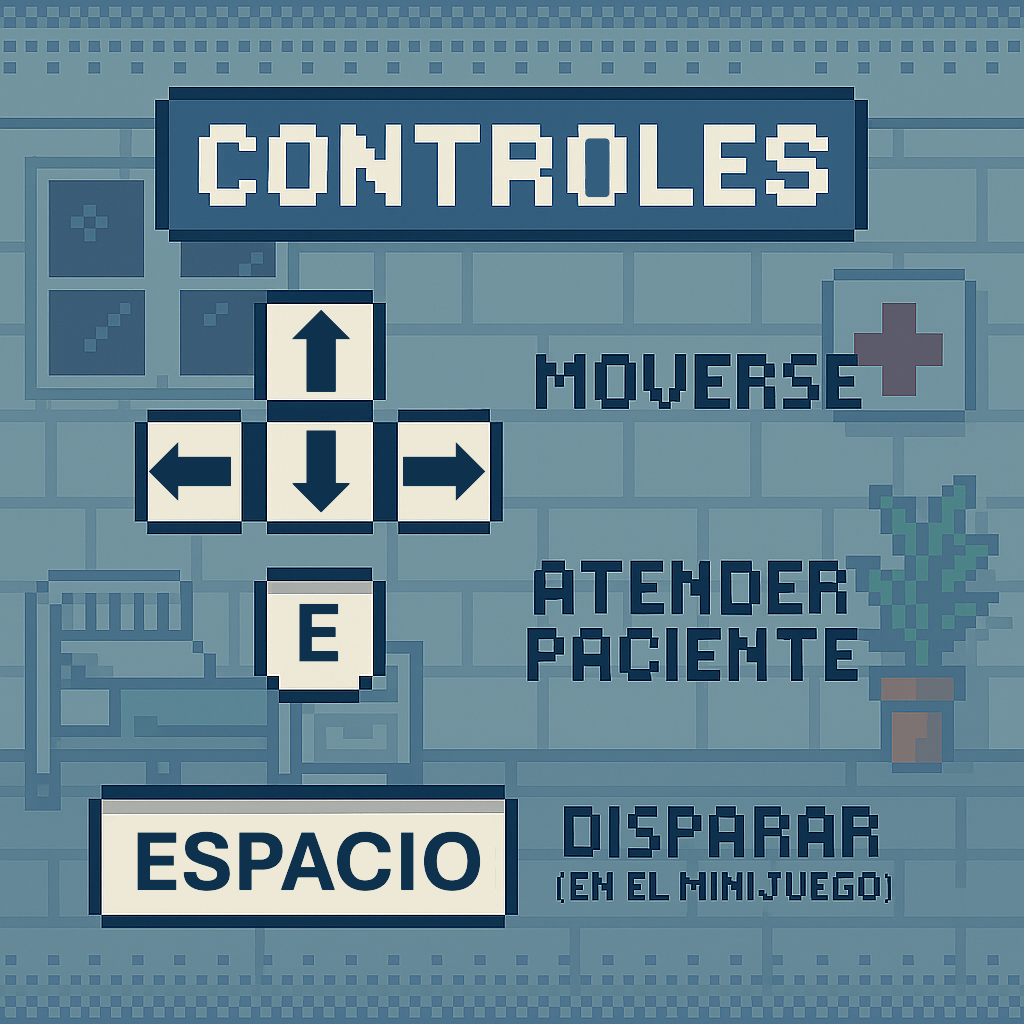 CONTROLES
MOVERSE
E
ATENDER
PACIENTE
ESPACIO
DISPARAR
(EN EL MINIJUEGO)